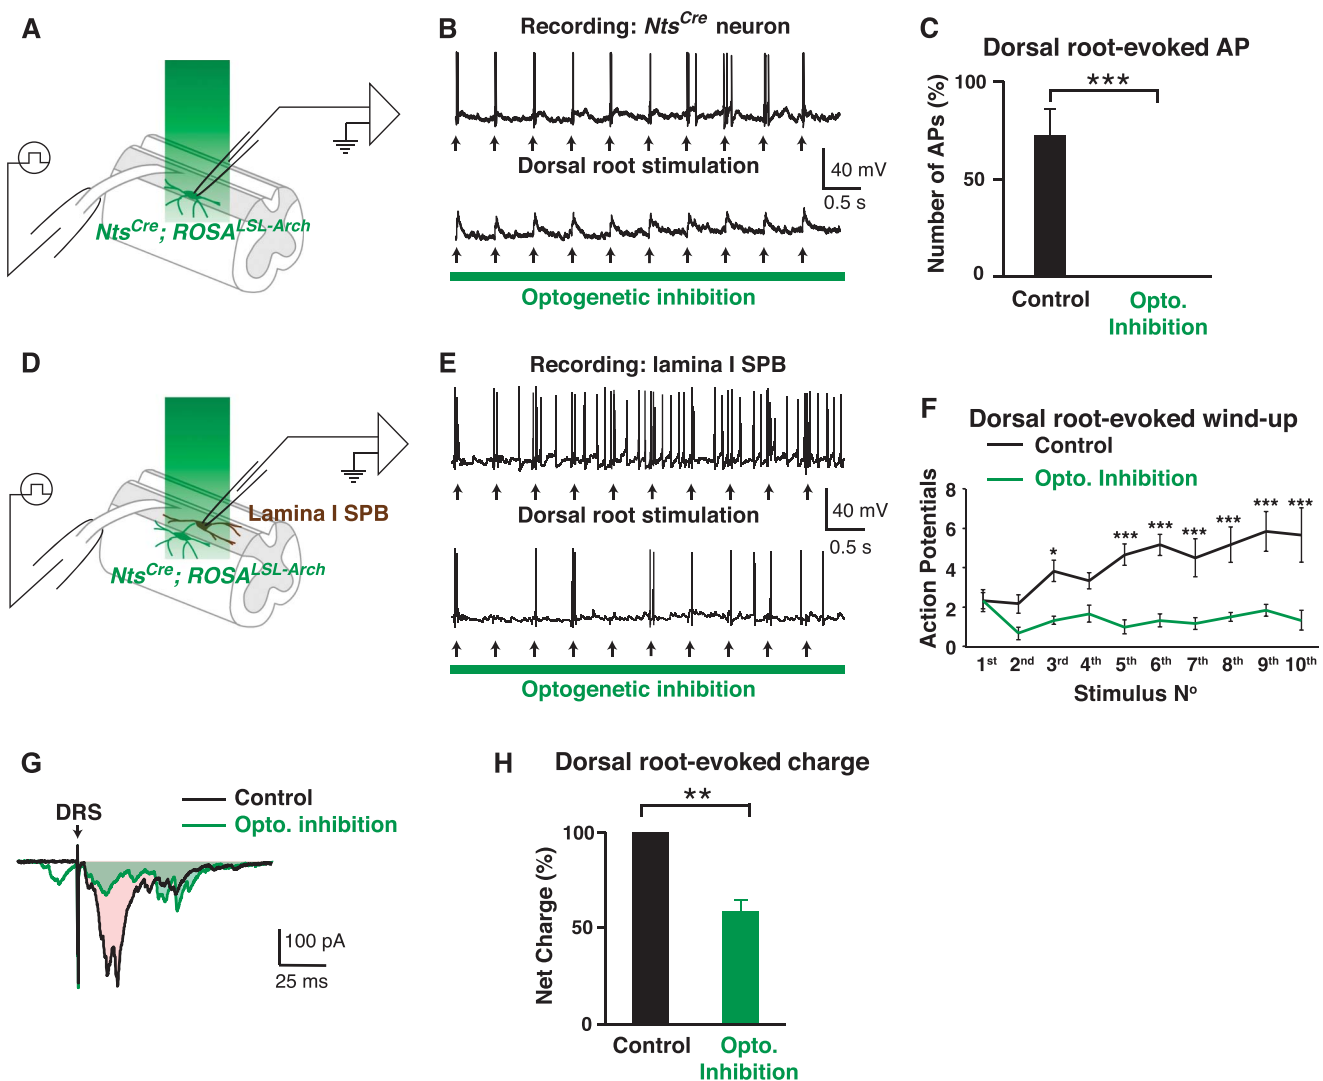 A
Nts^Cre; ROSA^LSL-Arch
B
Recording: Nts^Cre neuron
Dorsal root stimulation
40 mV
0.5 s
Optogenetic inhibition
C
Dorsal root-evoked AP
***
Number of APs (%)
100
50
0
Control
Opto.
Inhibition
D
Lamina I SPB
Nts^Cre; ROSA^LSL-Arch
E
Recording: lamina I SPB
Dorsal root stimulation
40 mV
0.5 s
Optogenetic inhibition
F
Dorsal root-evoked wind-up
Control
Opto. Inhibition
Action Potentials
8
6
4
2
0
* *** *** *** *** *** ***
1st 2nd 3rd 4th 5th 6th 7th 8th 9th 10th
Stimulus Nº
G
Control
Opto. inhibition
DRS
100 pA
25 ms
H
Dorsal root-evoked charge
**
Net Charge (%)
100
50
0
Control
Opto.
Inhibition